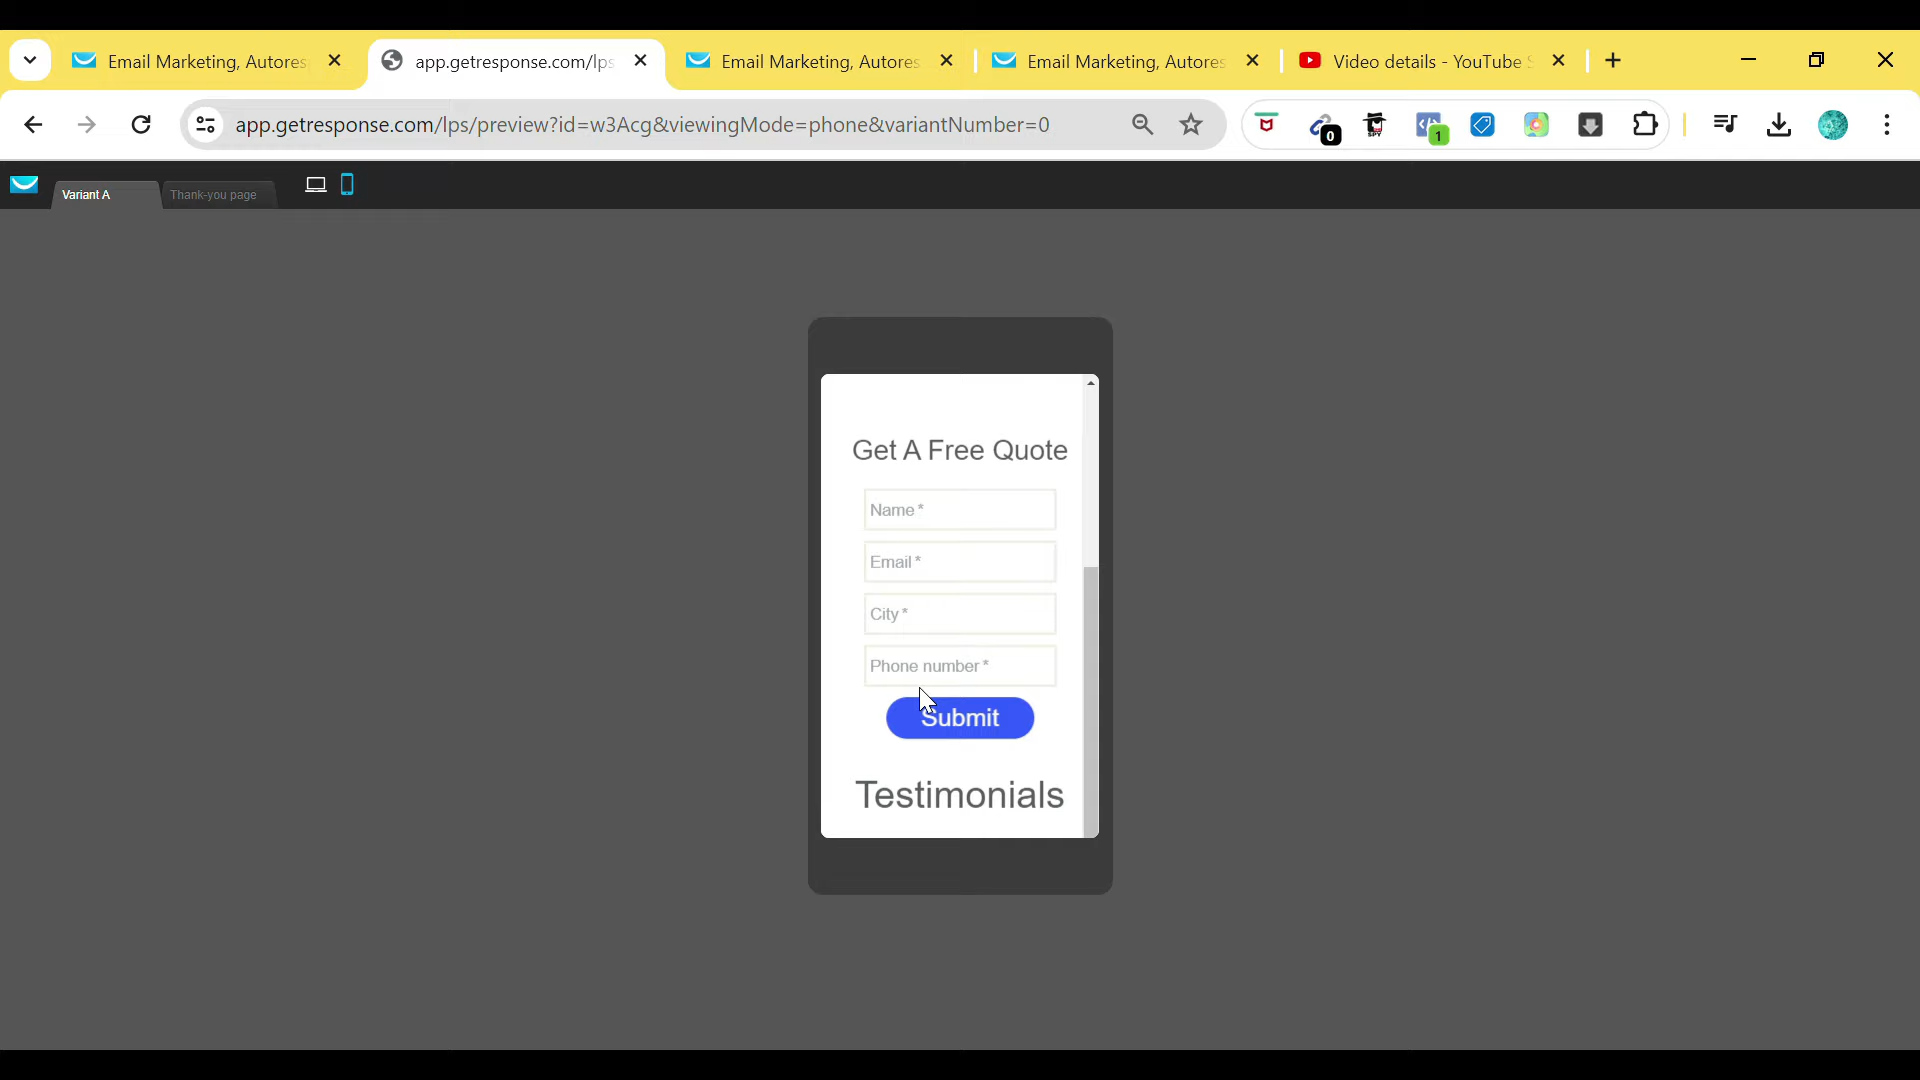 Email Marketing, Autores
app.getresponse.com/lps
Email Marketing, Autores
Email Marketing, Autores
Video details - YouTube S
app.getresponse.com/lps/preview?id=w3Acg&viewingMode=phone&variantNumber=0
0
SPY
1
Variant A
Thank-you page
Get A Free Quote
Name *
Email *
City *
Phone number *
Submit
Testimonials